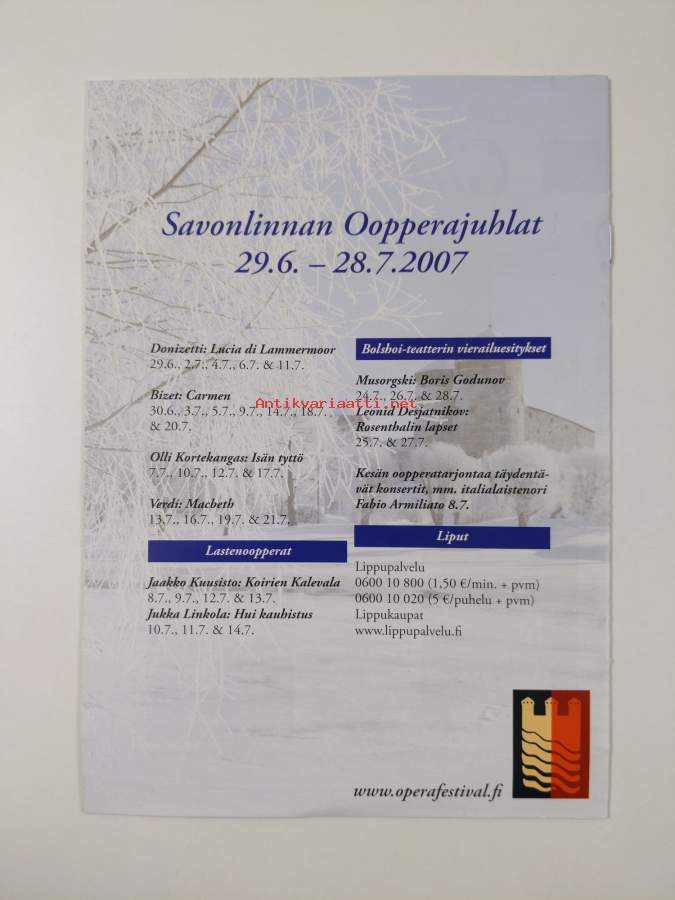 Savonlinnan Oopperajuhlat
29.6. – 28.7.2007
Donizetti: Lucia di Lammermoor
29.6., 2.7., 4.7., 6.7. & 11.7.
Bizet: Carmen
30.6., 3.7., 5.7., 9.7., 14.7., 18.7.
& 20.7.
Olli Kortekangas: Isän tyttö
7.7., 10.7., 12.7. & 17.7.
Verdi: Macbeth
13.7., 16.7., 19.7. & 21.7.
Lastenoopperat
Jaakko Kuusisto: Koirien Kalevala
8.7., 9.7., 12.7. & 13.7.
Jukka Linkola: Hui kauhistus
10.7., 11.7. & 14.7.
Bolshoi-teatterin vierailuesitykset
Musorgski: Boris Godunov
24.7., 26.7. & 28.7.
Leonid Desjatnikov:
Rosenthalin lapset
25.7. & 27.7.
Kesän oopperatarjontaa täydentä-
vät konsertit, mm. italialaistenori
Fabio Armiliato 8.7.
Liput
Lippupalvelu
0600 10 800 (1,50 €/min. + pvm)
0600 10 020 (5 €/puhelu + pvm)
Lippukaupat
www.lippupalvelu.fi
www.operafestival.fi
Antikvariaatti.net